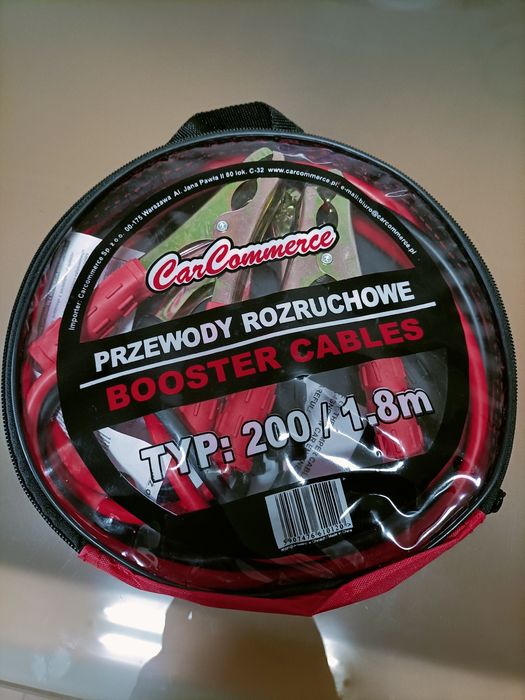 Importer: Carcommerce Sp. z o.o. 00-175 Warszawa Al. Jana Pawła II 80 lok. C-32 www.carcommerce.pl, e-mail:biuro@carcommerce.pl
CarCommerce
PRZEWODY ROZRUCHOWE
BOOSTER CABLES
TYP: 200 / 1.8m